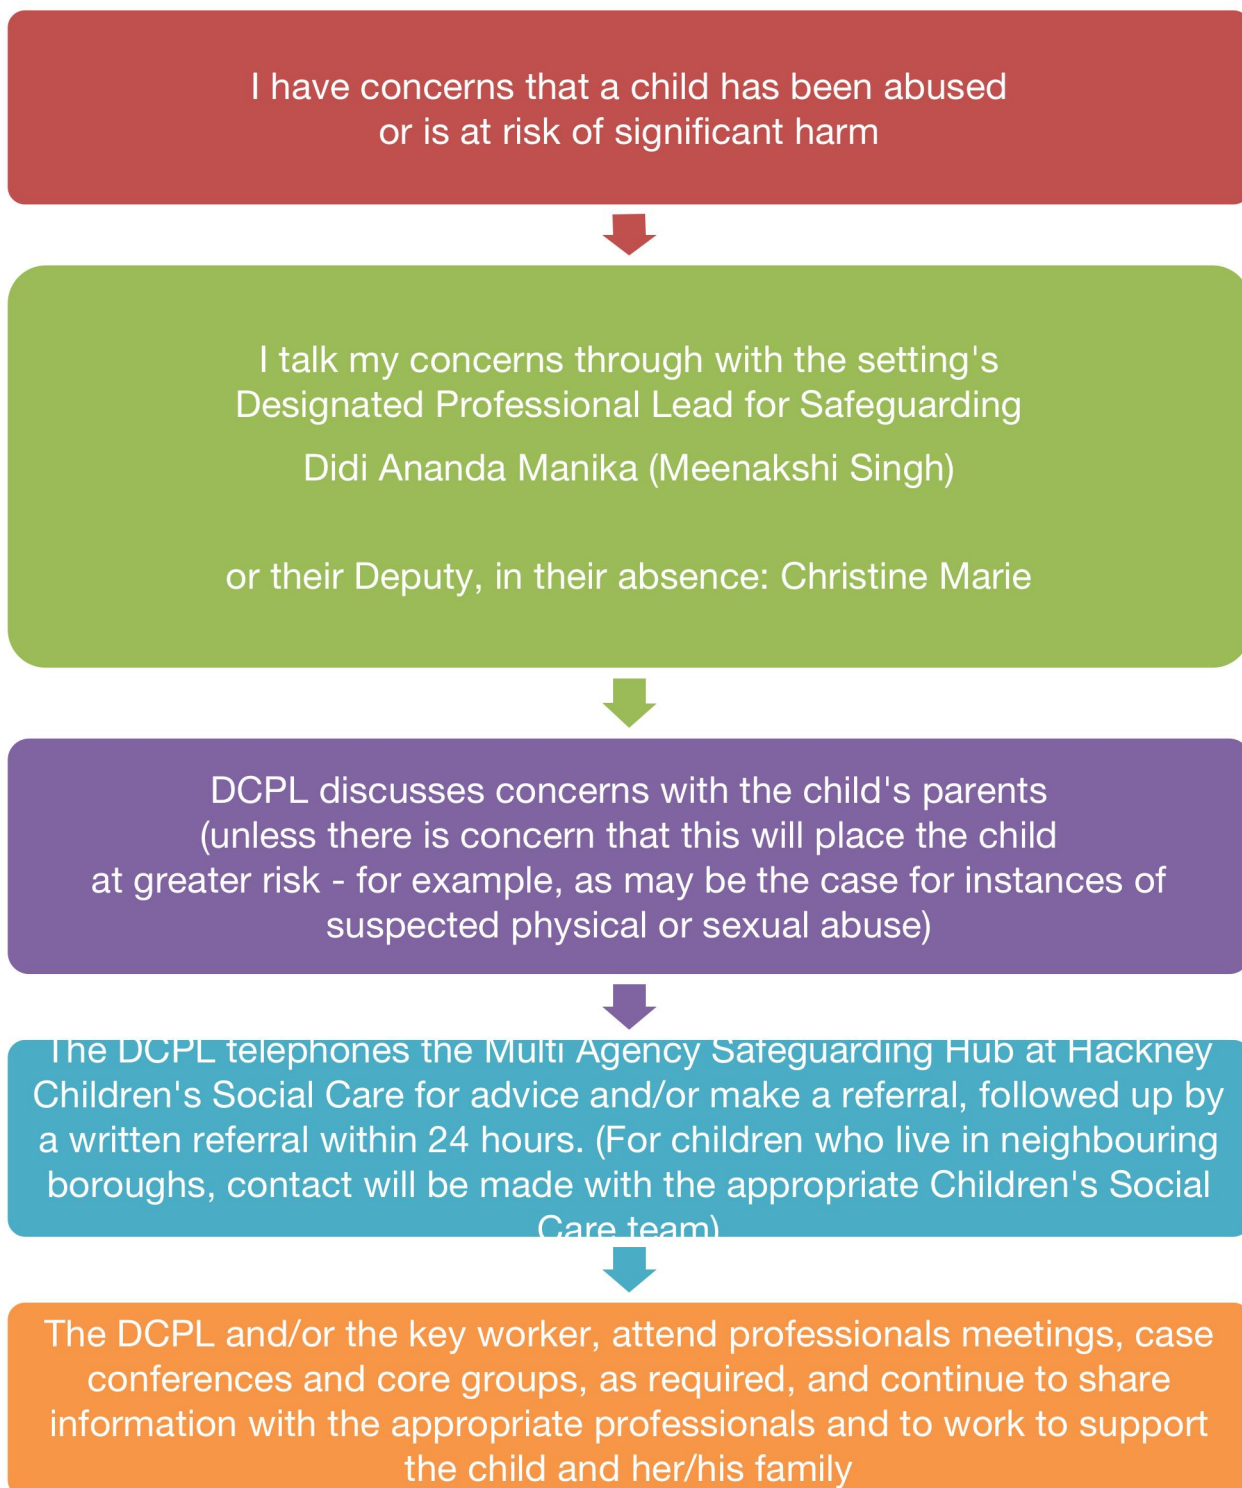 I have concerns that a child has been abused
or is at risk of significant harm
I talk my concerns through with the setting's
Designated Professional Lead for Safeguarding
Didi Ananda Manika (Meenakshi Singh)
or their Deputy, in their absence: Christine Marie
DCPL discusses concerns with the child's parents
(unless there is concern that this will place the child
at greater risk - for example, as may be the case for instances of
suspected physical or sexual abuse)
The DCPL telephones the Multi Agency Safeguarding Hub at Hackney
Children's Social Care for advice and/or make a referral, followed up by
a written referral within 24 hours. (For children who live in neighbouring
boroughs, contact will be made with the appropriate Children's Social
Care team)
The DCPL and/or the key worker, attend professionals meetings, case
conferences and core groups, as required, and continue to share
information with the appropriate professionals and to work to support
the child and her/his family